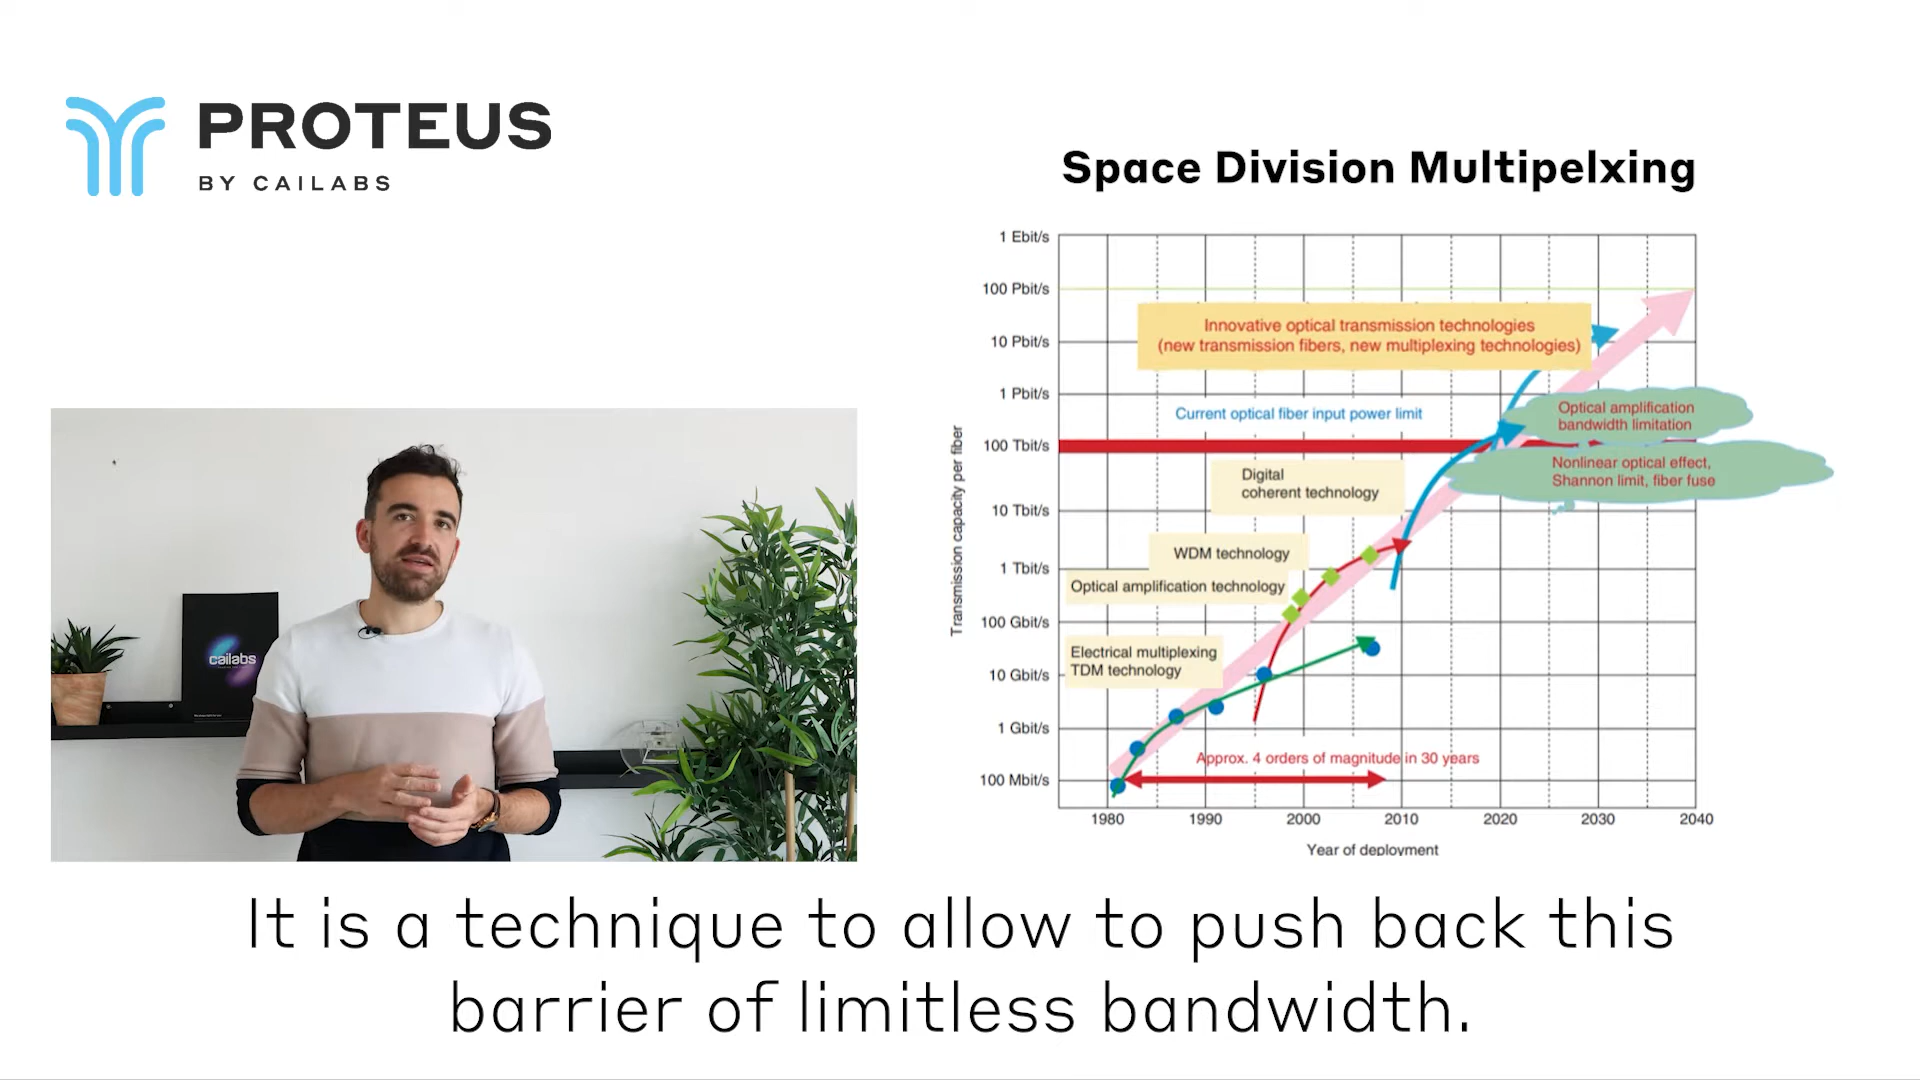 PROTEUS
BY CAILABS
Space Division Multipelxing
1 Ebit/s
100 Pbit/s
10 Pbit/s
1 Pbit/s
100 Tbit/s
10 Tbit/s
1 Tbit/s
100 Gbit/s
10 Gbit/s
1 Gbit/s
100 Mbit/s
Transmission capacity per fiber
Innovative optical transmission technologies
(new transmission fibers, new multiplexing technologies)
Current optical fiber input power limit
Optical amplification
bandwidth limitation
Nonlinear optical effect,
Shannon limit, fiber fuse
Digital
coherent technology
WDM technology
Optical amplification technology
Electrical multiplexing
TDM technology
Approx. 4 orders of magnitude in 30 years
1980 1990 2000 2010 2020 2030 2040
Year of deployment
cailabs
It is a technique to allow to push back this
barrier of limitless bandwidth.